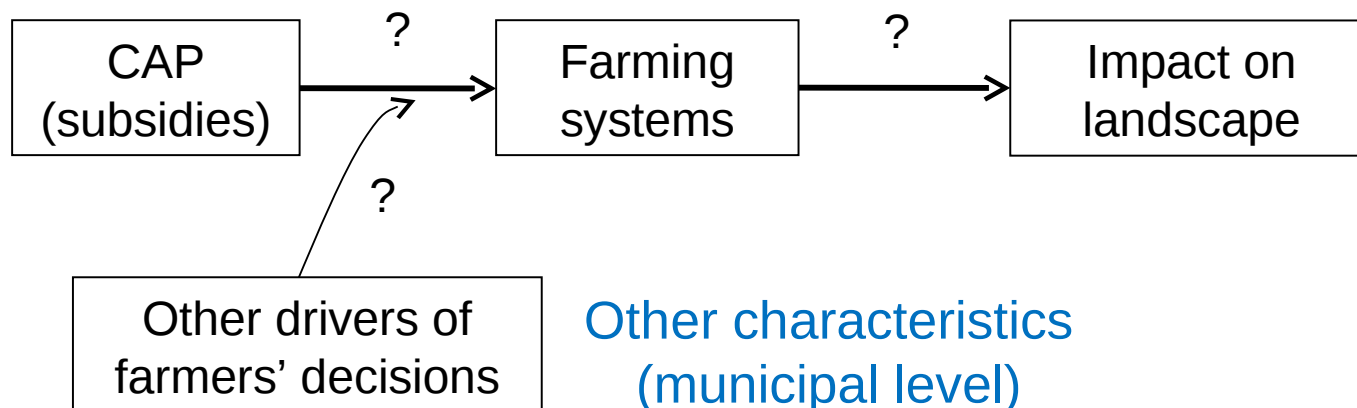 ?
?
CAP
(subsidies)
Farming
systems
Impact on
landscape
?
Other drivers of
farmers’ decisions
Other characteristics
(municipal level)